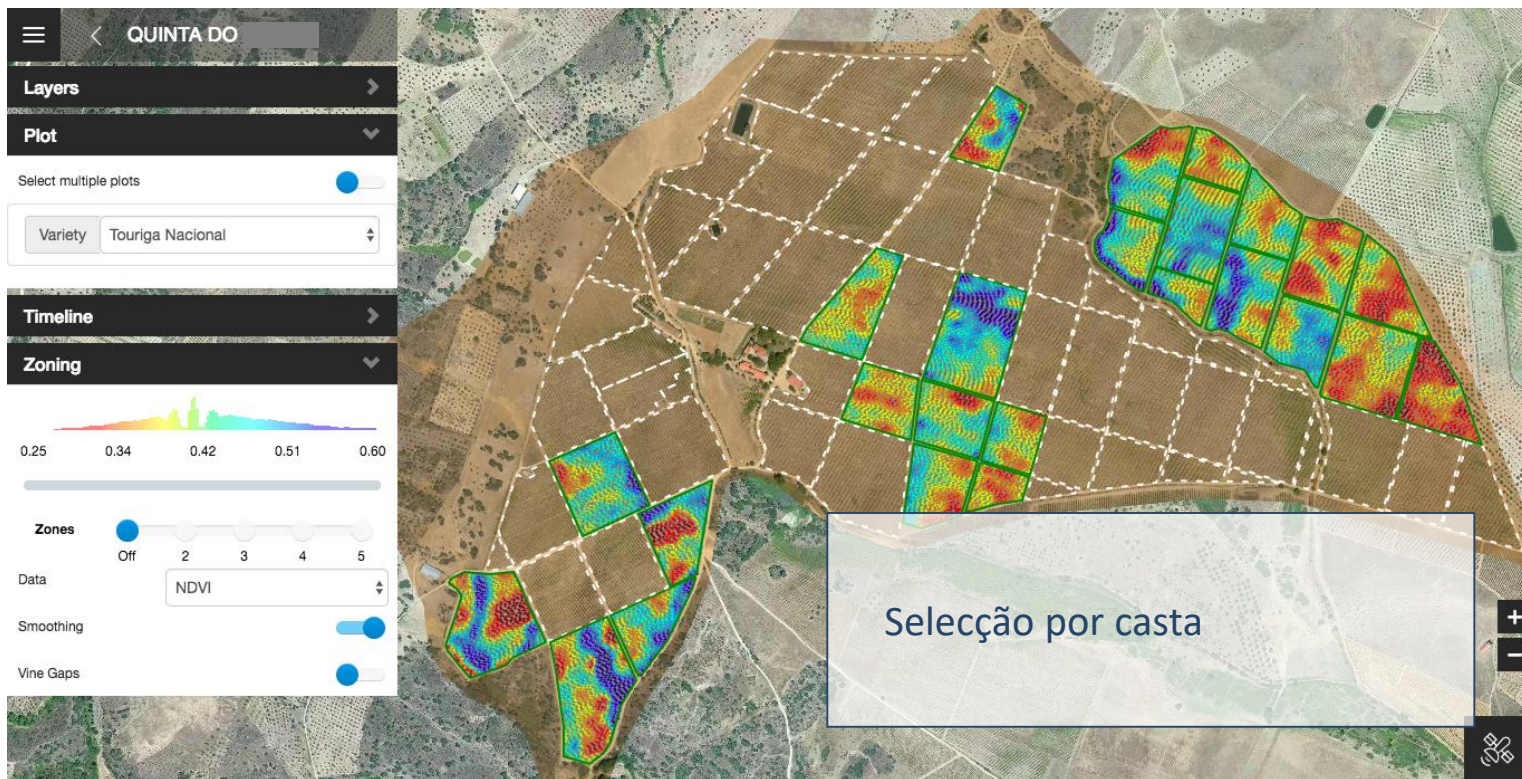 QUINTA DO
Layers
Plot
Select multiple plots
Variety Touriga Nacional
Timeline
Zoning
0.25 0.34 0.42 0.51 0.60
Zones
Off 2 3 4 5
Data NDVI
Smoothing
Vine Gaps
Selecção por casta
+
−